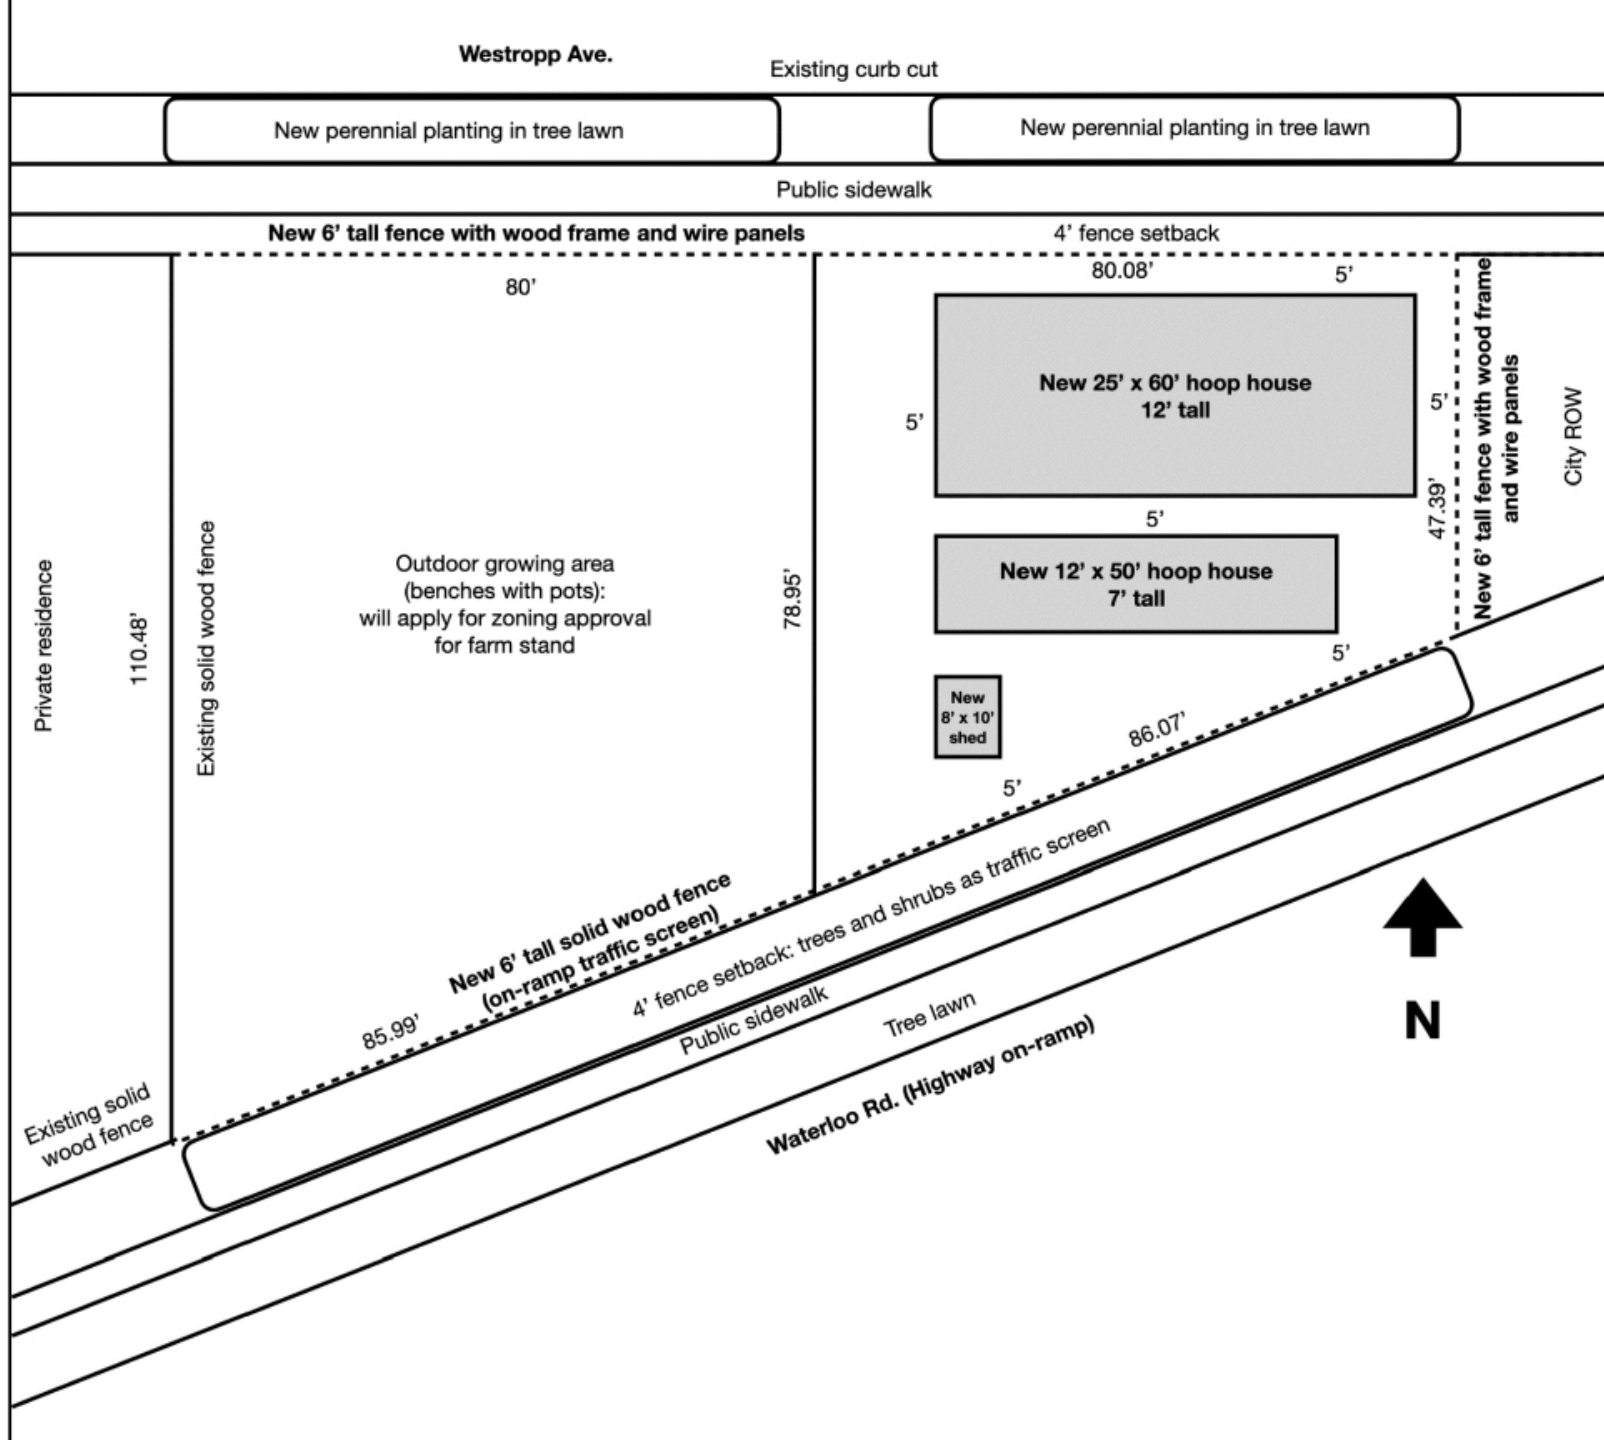 Westropp Ave.
Existing curb cut
New perennial planting in tree lawn
New perennial planting in tree lawn
Public sidewalk
New 6’ tall fence with wood frame and wire panels
4’ fence setback
80’
80.08’
5’
New 25’ x 60’ hoop house
12’ tall
5’
5’
47.39’
New 6’ tall fence with wood frame
and wire panels
City ROW
5’
New 12’ x 50’ hoop house
7’ tall
5’
Private residence
110.48’
Existing solid wood fence
Outdoor growing area
(benches with pots):
will apply for zoning approval
for farm stand
78.95’
New
8’ x 10’
shed
5’
86.07’
New 6’ tall solid wood fence
(on-ramp traffic screen)
85.99’
4’ fence setback: trees and shrubs as traffic screen
Public sidewalk
Tree lawn
Waterloo Rd. (Highway on-ramp)
Existing solid
wood fence
N